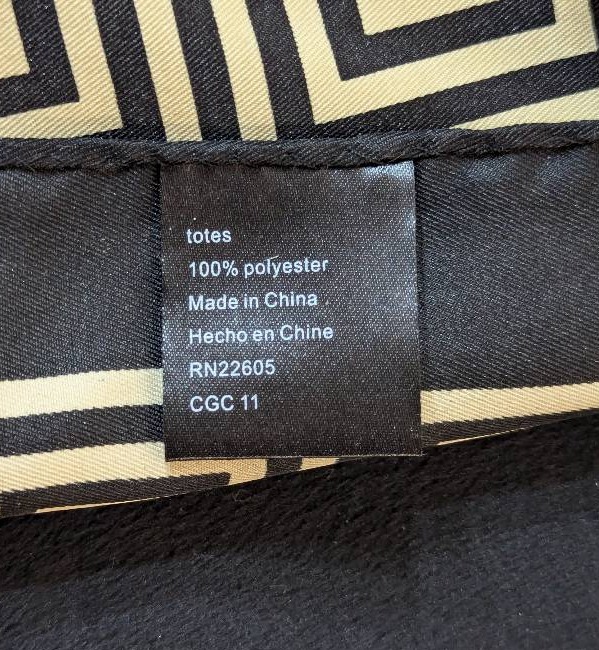 totes
100% polyester
Made in China
Hecho en Chine
RN22605
CGC 11